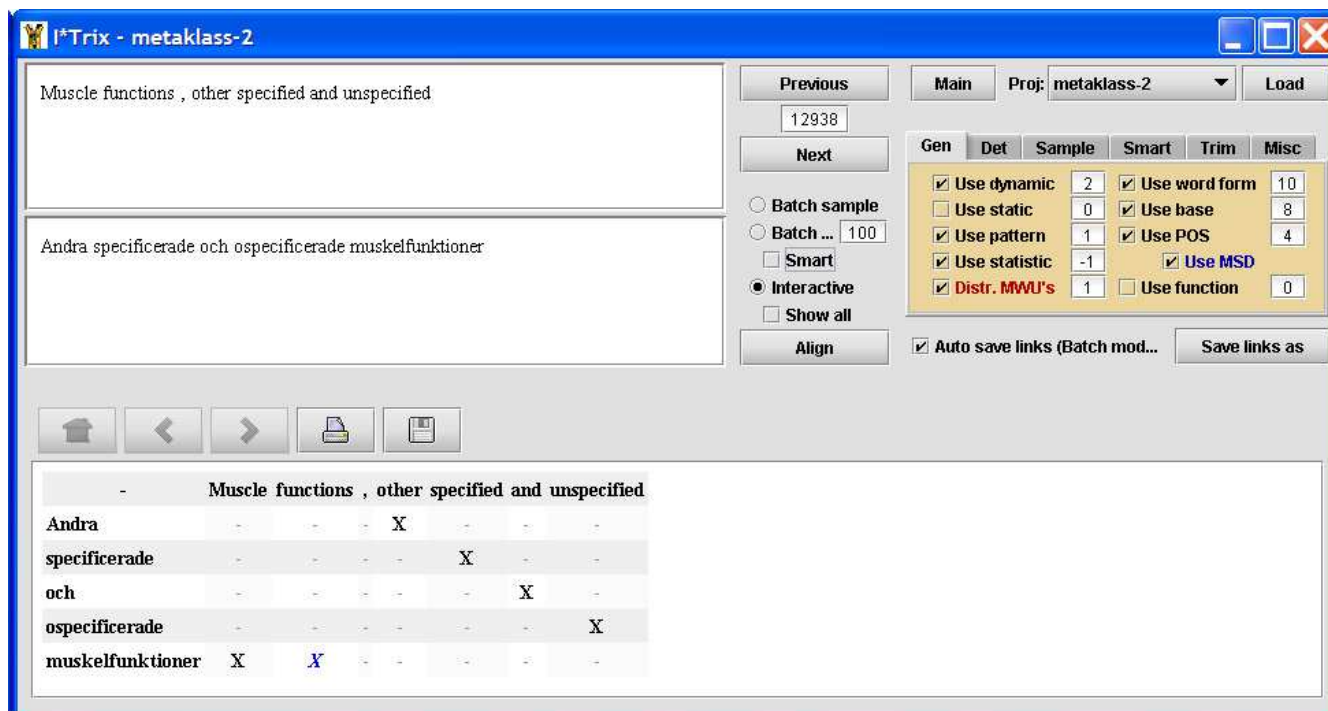 I*Trix - metaklass-2
Muscle functions , other specified and unspecified
Andra specificerade och ospecificerade muskelfunktioner
Previous
12938
Next
Batch sample
Batch ... 100
Smart
Interactive
Show all
Align
Main Proj: metaklass-2 Load
Gen Det Sample Smart Trim Misc
Use dynamic 2 Use word form 10
Use static 0 Use base 8
Use pattern 1 Use POS 4
Use statistic -1 Use MSD
Distr. MWU's 1 Use function 0
Auto save links (Batch mod... Save links as
- Muscle functions , other specified and unspecified
Andra - - - X - - -
specificerade - - - - X - -
och - - - - - X -
ospecificerade - - - - - - X
muskelfunktioner X X - - - - -